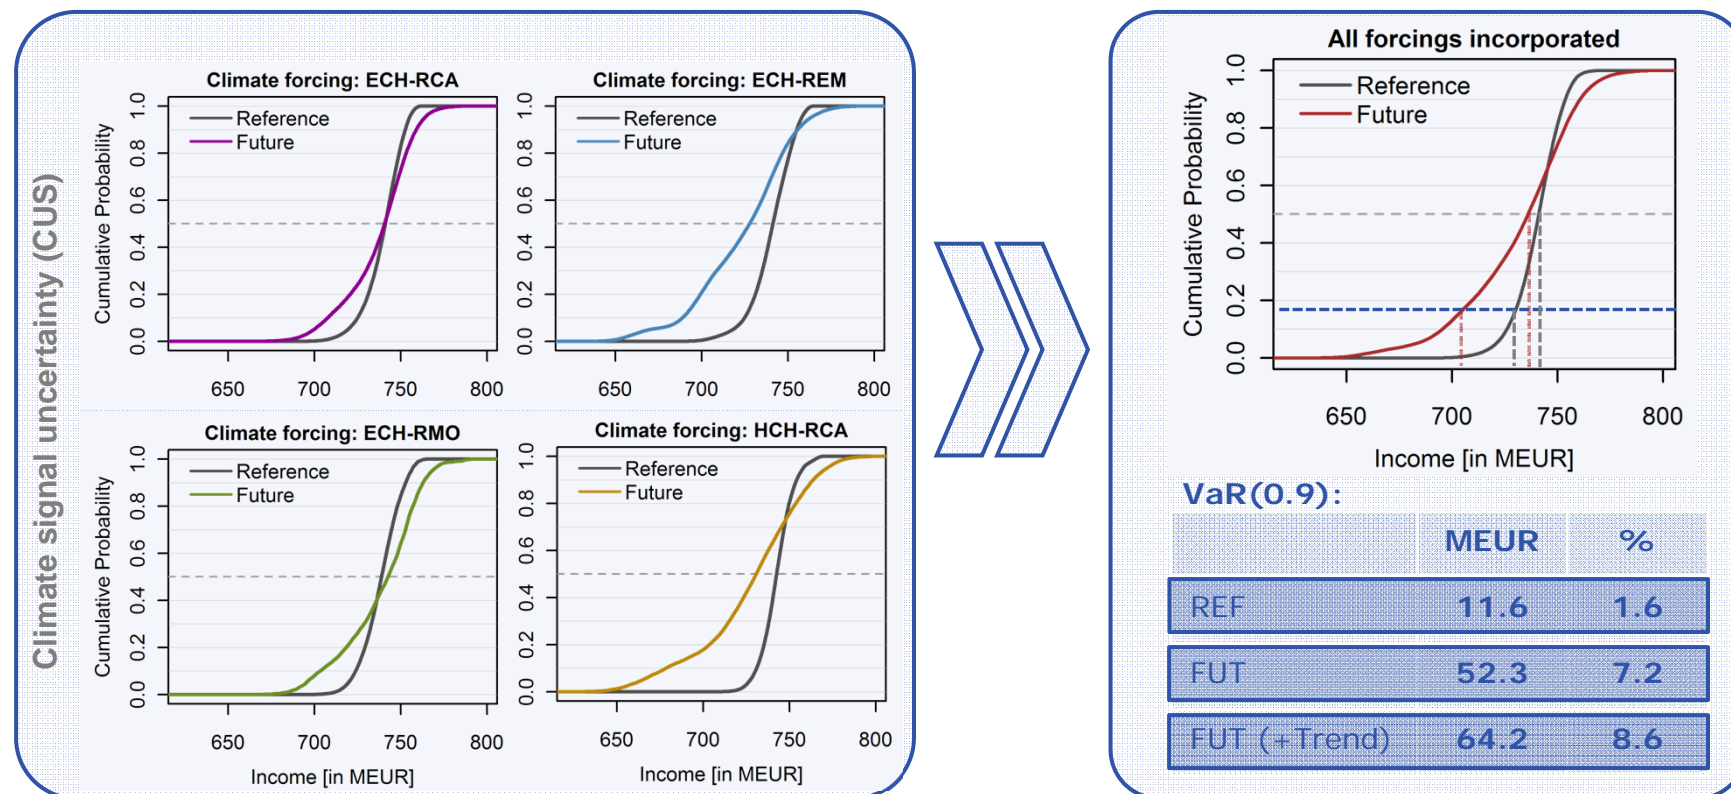 Climate signal uncertainty (CUS)
Climate forcing: ECH-RCA
Cumulative Probability
0.0 0.2 0.4 0.6 0.8 1.0
Reference
Future
650 700 750 800
Climate forcing: ECH-REM
0.0 0.2 0.4 0.6 0.8 1.0
Reference
Future
650 700 750 800
Climate forcing: ECH-RMO
Cumulative Probability
0.0 0.2 0.4 0.6 0.8 1.0
Reference
Future
650 700 750 800
Income [in MEUR]
Climate forcing: HCH-RCA
0.0 0.2 0.4 0.6 0.8 1.0
Reference
Future
650 700 750 800
Income [in MEUR]
All forcings incorporated
Cumulative Probability
0.0 0.2 0.4 0.6 0.8 1.0
Reference
Future
650 700 750 800
Income [in MEUR]
VaR(0.9):
MEUR %
REF 11.6 1.6
FUT 52.3 7.2
FUT (+Trend) 64.2 8.6